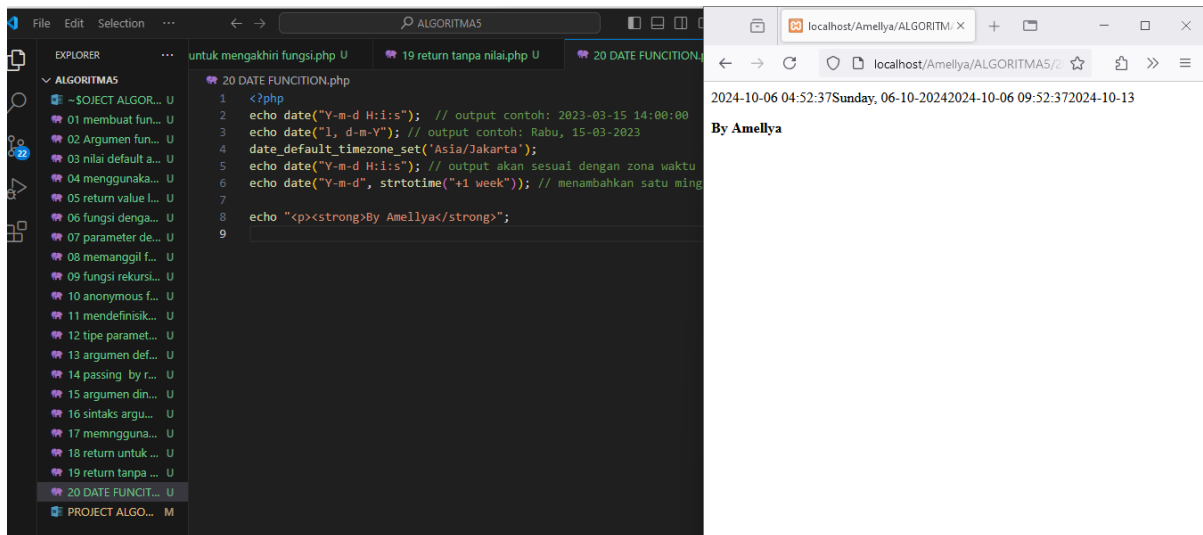 File Edit Selection ··· ALGORITMA5
EXPLORER ···
ALGORITMA5
~$OJECT ALGOR... U
01 membuat fun... U
02 Argumen fun... U
03 nilai default a... U
04 menggunaka... U
05 return value l... U
06 fungsi denga... U
07 parameter de... U
08 memanggil f... U
09 fungsi rekursi... U
10 anonymous f... U
11 mendefinisik... U
12 tipe paramet... U
13 argumen def... U
14 passing by r... U
15 argumen din... U
16 sintaks argu... U
17 memngguna... U
18 return untuk ... U
19 return tanpa ... U
20 DATE FUNCIT... U
PROJECT ALGO... M
22
untuk mengakhiri fungsi.php U 19 return tanpa nilai.php U 20 DATE FUNCITION.
20 DATE FUNCITION.php
1 <?php
2 echo date("Y-m-d H:i:s"); // output contoh: 2023-03-15 14:00:00
3 echo date("l, d-m-Y"); // output contoh: Rabu, 15-03-2023
4 date_default_timezone_set('Asia/Jakarta');
5 echo date("Y-m-d H:i:s"); // output akan sesuai dengan zona waktu
6 echo date("Y-m-d", strtotime("+1 week")); // menambahkan satu ming
7
8 echo "<p><strong>By Amellya</strong>";
9
localhost/Amellya/ALGORITM
localhost/Amellya/ALGORITMA5/2
2024-10-06 04:52:37Sunday, 06-10-20242024-10-06 09:52:372024-10-13
By Amellya